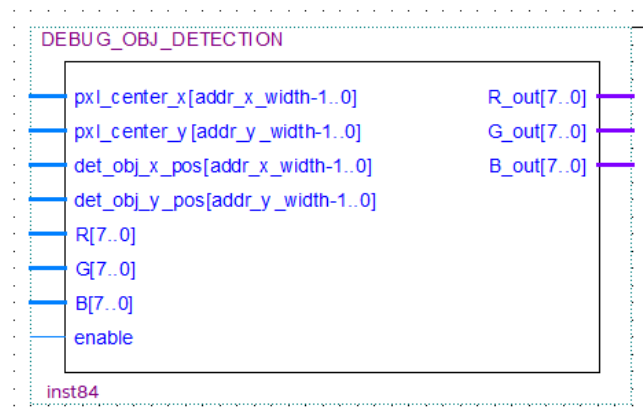 DEBUG_OBJ_DETECTION
pxl_center_x[addr_x_width-1..0] R_out[7..0]
pxl_center_y[addr_y_width-1..0] G_out[7..0]
det_obj_x_pos[addr_x_width-1..0] B_out[7..0]
det_obj_y_pos[addr_y_width-1..0]
R[7..0]
G[7..0]
B[7..0]
enable
inst84